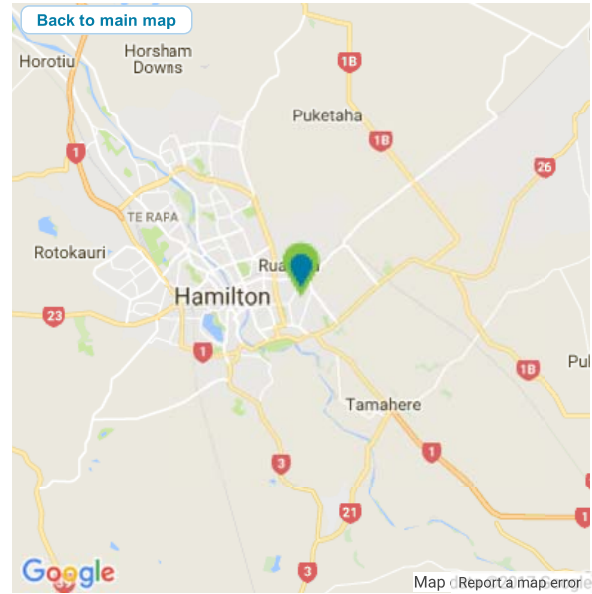 Back to main map
Horotiu
Horsham
Downs
1B
Puketaha
1B
1
26
TE RAPA
Rotokauri
Hamilton
23
1
1B
Tamahere
1
3
21
1
3
Google
Map
Report a map error